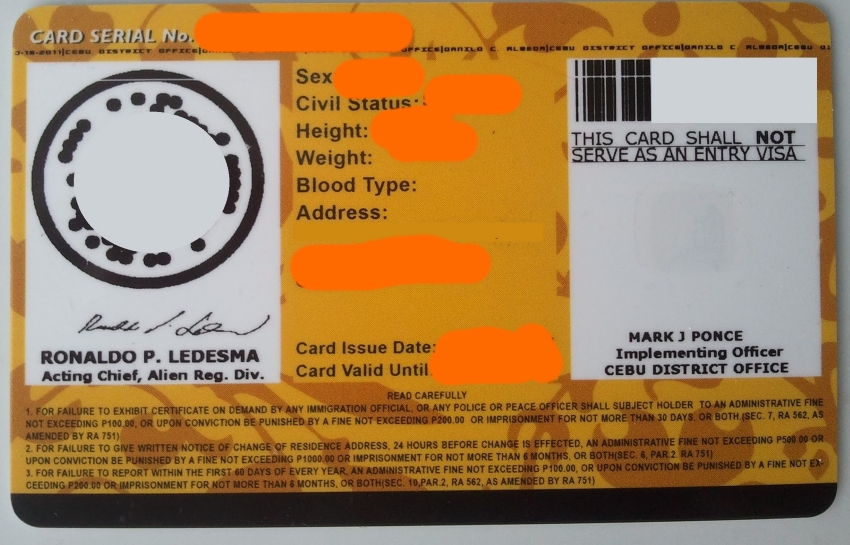 CARD SERIAL No.
DISTRICT OFFICE|DANILO C. ALMEDA|CEBU DISTRICT OFFICE|DANILO C. ALMEDA|CEBU
Sex
Civil Status:
Height:
Weight:
Blood Type:
Address:
THIS CARD SHALL NOT
SERVE AS AN ENTRY VISA
RONALDO P. LEDESMA
Acting Chief, Alien Reg. Div.
Card Issue Date:
Card Valid Until
MARK J PONCE
Implementing Officer
CEBU DISTRICT OFFICE
READ CAREFULLY
1. FOR FAILURE TO EXHIBIT CERTIFICATE ON DEMAND BY ANY IMMIGRATION OFFICIAL, OR ANY POLICE OR PEACE OFFICER SHALL SUBJECT HOLDER TO AN ADMINISTRATIVE FINE
NOT EXCEEDING P100.00, OR UPON CONVICTION BE PUNISHED BY A FINE NOT EXCEEDING P200.00 OR IMPRISONMENT FOR NOT MORE THAN 30 DAYS, OR BOTH.(SEC. 7, RA 562, AS
AMENDED BY RA 751)
2. FOR FAILURE TO GIVE WRITTEN NOTICE OF CHANGE OF RESIDENCE ADDRESS, 24 HOURS BEFORE CHANGE IS EFFECTED, AN ADMINISTRATIVE FINE NOT EXCEEDING P500.00 OR
UPON CONVICTION BE PUNISHED BY A FINE NOT EXCEEDING P1000.00 OR IMPRISONMENT FOR NOT MORE THAN 6 MONTHS, OR BOTH(SEC. 6, PAR.2. RA 751)
3. FOR FAILURE TO REPORT WITHIN THE FIRST 60 DAYS OF EVERY YEAR, AN ADMINISTRATIVE FINE NOT EXCEEDING P100.00, OR UPON CONVICTION BE PUNISHED BY A FINE NOT EX-
CEEDING P200.00 OR IMPRISONMENT FOR NOT MORE THAN 6 MONTHS, OR BOTH(SEC. 10,PAR.2, RA 562, AS AMENDED BY RA 751)